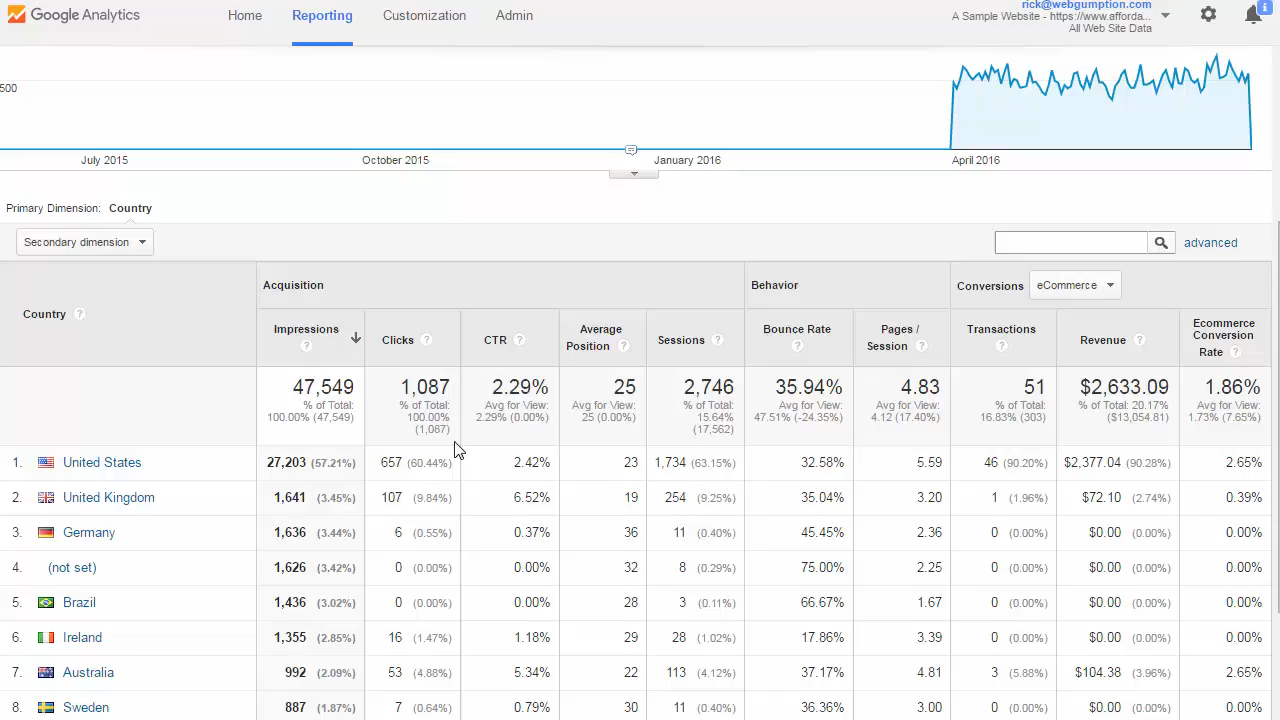 Google Analytics
Home Reporting Customization Admin
rick@webgumption.com
A Sample Website - https://www.afforda...
All Web Site Data
i
500
July 2015 October 2015 January 2016 April 2016
Primary Dimension: Country
Secondary dimension
advanced
Acquisition Behavior Conversions eCommerce
Country ?
Impressions ? Clicks ? CTR ? Average Position ? Sessions ? Bounce Rate ? Pages / Session ? Transactions ? Revenue ? Ecommerce Conversion Rate ?
47,549 1,087 2.29% 25 2,746 35.94% 4.83 51 $2,633.09 1.86%
% of Total: % of Total: Avg for View: Avg for View: % of Total: Avg for View: Avg for View: % of Total: % of Total: 20.17% Avg for View:
100.00% (47,549) 100.00% 2.29% (0.00%) 25 (0.00%) 15.64% 47.51% (-24.35%) 4.12 (17.40%) 16.83% (303) ($13,054.81) 1.73% (7.65%)
(1,087) (17,562)
1. United States 27,203 (57.21%) 657 (60.44%) 2.42% 23 1,734 (63.15%) 32.58% 5.59 46 (90.20%) $2,377.04 (90.28%) 2.65%
2. United Kingdom 1,641 (3.45%) 107 (9.84%) 6.52% 19 254 (9.25%) 35.04% 3.20 1 (1.96%) $72.10 (2.74%) 0.39%
3. Germany 1,636 (3.44%) 6 (0.55%) 0.37% 36 11 (0.40%) 45.45% 2.36 0 (0.00%) $0.00 (0.00%) 0.00%
4. (not set) 1,626 (3.42%) 0 (0.00%) 0.00% 32 8 (0.29%) 75.00% 2.25 0 (0.00%) $0.00 (0.00%) 0.00%
5. Brazil 1,436 (3.02%) 0 (0.00%) 0.00% 28 3 (0.11%) 66.67% 1.67 0 (0.00%) $0.00 (0.00%) 0.00%
6. Ireland 1,355 (2.85%) 16 (1.47%) 1.18% 29 28 (1.02%) 17.86% 3.39 0 (0.00%) $0.00 (0.00%) 0.00%
7. Australia 992 (2.09%) 53 (4.88%) 5.34% 22 113 (4.12%) 37.17% 4.81 3 (5.88%) $104.38 (3.96%) 2.65%
8. Sweden 887 (1.87%) 7 (0.64%) 0.79% 30 11 (0.40%) 36.36% 3.00 0 (0.00%) $0.00 (0.00%) 0.00%